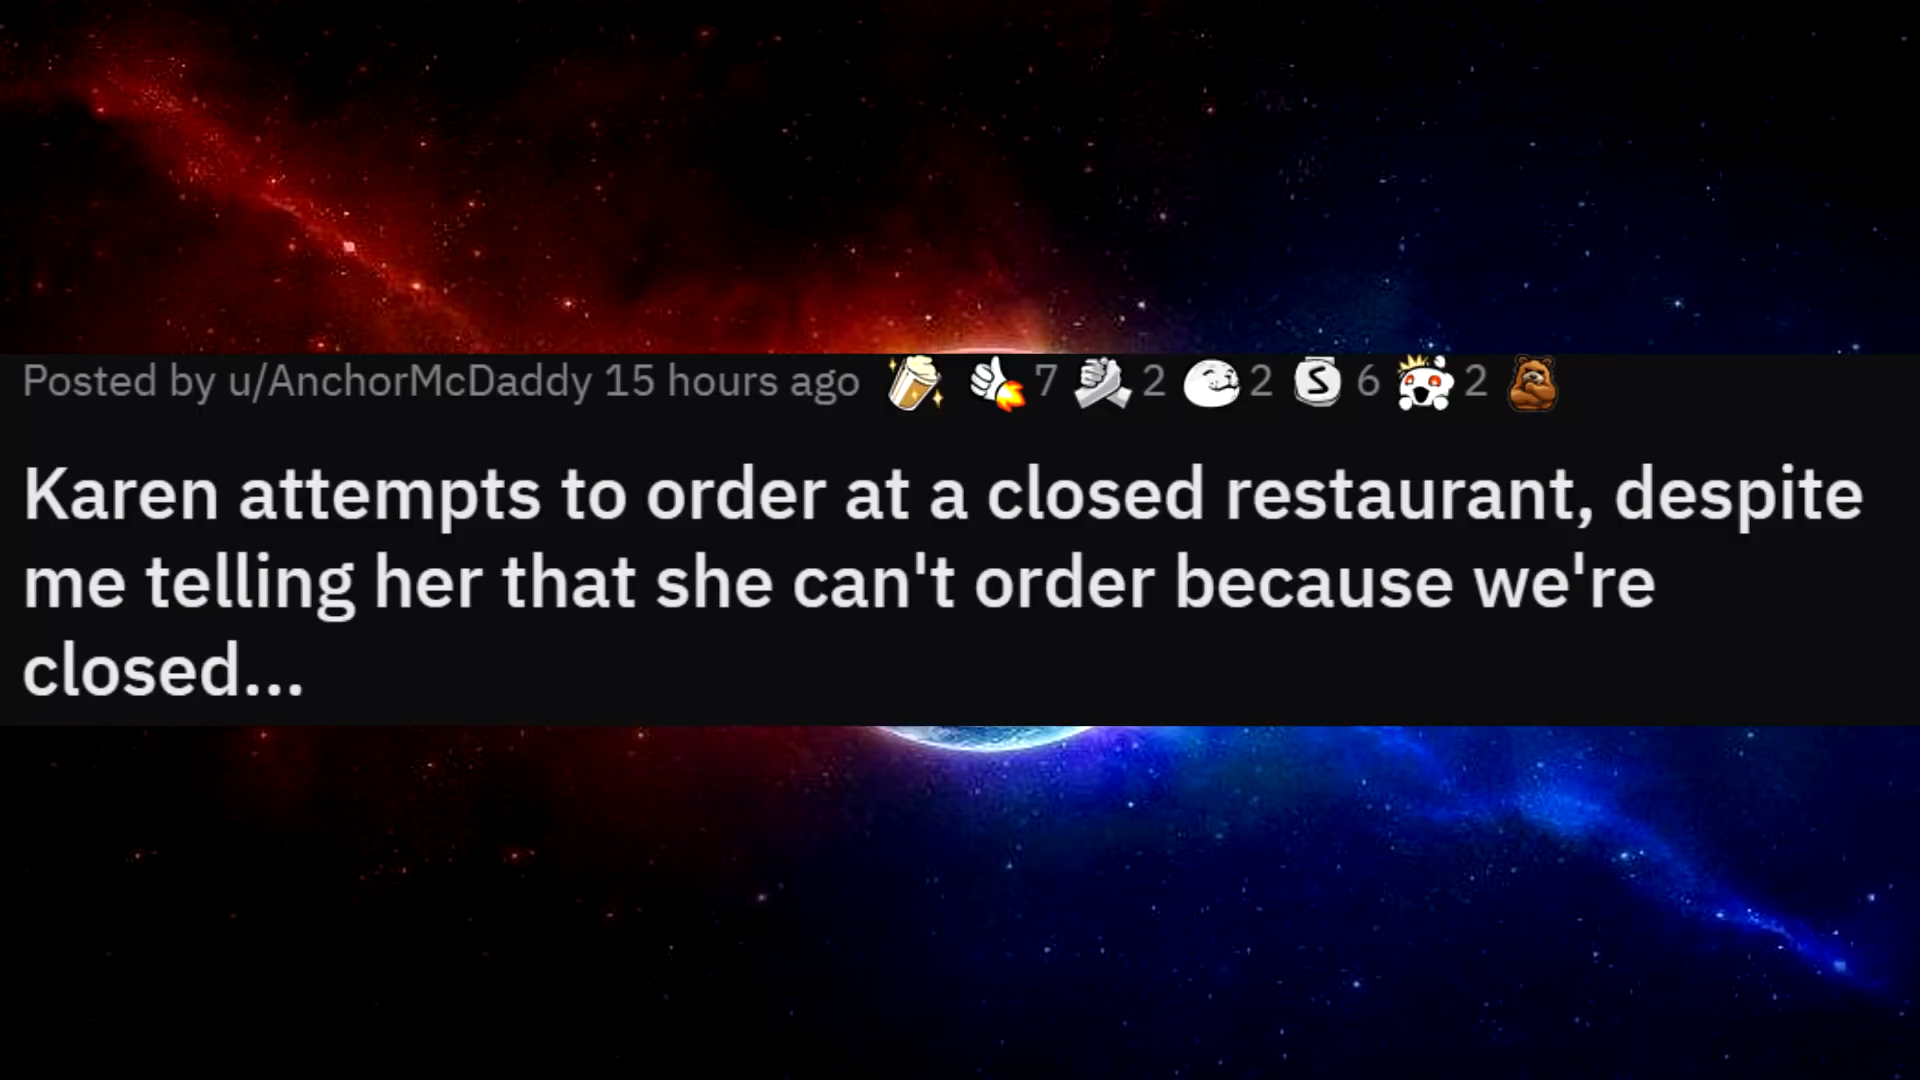 Posted by u/AnchorMcDaddy 15 hours ago 7 2 2 S 6 2
Karen attempts to order at a closed restaurant, despite
me telling her that she can't order because we're
closed...